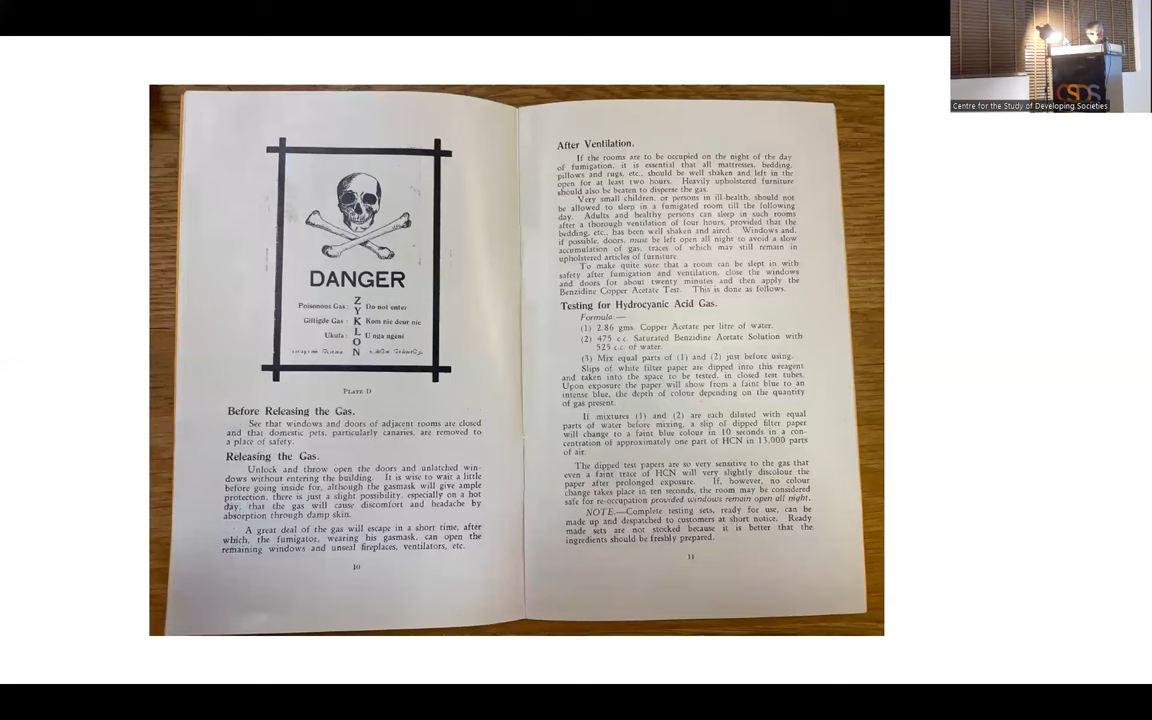 DANGER
Poisonous Gas: Do not enter
Giftigde Gas: Kom nie deur nie
Ukufa: U nga ngeni
ZYKLON
PLATE D
Before Releasing the Gas.
See that windows and doors of adjacent rooms are closed
and that domestic pets, particularly canaries, are removed to
a place of safety.
Releasing the Gas.
Unlock and throw open the doors and unlatched win-
dows without entering the building. It is wise to wait a little
before going inside for, although the gasmask will give ample
protection, there is just a slight possibility, especially on a hot
day, that the gas will cause discomfort and headache by
absorption through damp skin.
A great deal of the gas will escape in a short time, after
which, the fumigator, wearing his gasmask, can open the
remaining windows and unseal fireplaces, ventilators, etc.
10
After Ventilation.
If the rooms are to be occupied on the night of the day
of fumigation, it is essential that all mattresses, bedding,
pillows and rugs, etc., should be well shaken and left in the
open for at least two hours. Heavily upholstered furniture
should also be beaten to disperse the gas.
Very small children, or persons in ill-health, should not
be allowed to sleep in a fumigated room till the following
day. Adults and healthy persons can sleep in such rooms
after a thorough ventilation of four hours, provided that the
bedding, etc., has been well shaken and aired. Windows and,
if possible, doors, must be left open all night to avoid a slow
accumulation of gas, traces of which may still remain in
upholstered articles of furniture.
To make quite sure that a room can be slept in with
safety after fumigation and ventilation, close the windows
and doors for about twenty minutes and then apply the
Benzidine Copper Acetate Test. This is done as follows.
Testing for Hydrocyanic Acid Gas.
Formula:—
(1) 2.86 gms. Copper Acetate per litre of water.
(2) 475 c.c. Saturated Benzidine Acetate Solution with
525 c.c. of water.
(3) Mix equal parts of (1) and (2) just before using.
Slips of white filter paper are dipped into this reagent
and taken into the space to be tested, in closed test tubes.
Upon exposure the paper will show from a faint blue to an
intense blue, the depth of colour depending on the quantity
of gas present.
If mixtures (1) and (2) are each diluted with equal
parts of water before mixing, a slip of dipped filter paper
will change to a faint blue colour in 10 seconds in a con-
centration of approximately one part of HCN in 13,000 parts
of air.
The dipped test papers are so very sensitive to the gas that
even a faint trace of HCN will very slightly discolour the
paper after prolonged exposure. If, however, no colour
change takes place in ten seconds, the room may be considered
safe for re-occupation provided windows remain open all night.
NOTE.—Complete testing sets, ready for use, can be
made up and despatched to customers at short notice. Ready
made sets are not stocked because it is better that the
ingredients should be freshly prepared.
11
CSDS
Centre for the Study of Developing Societies